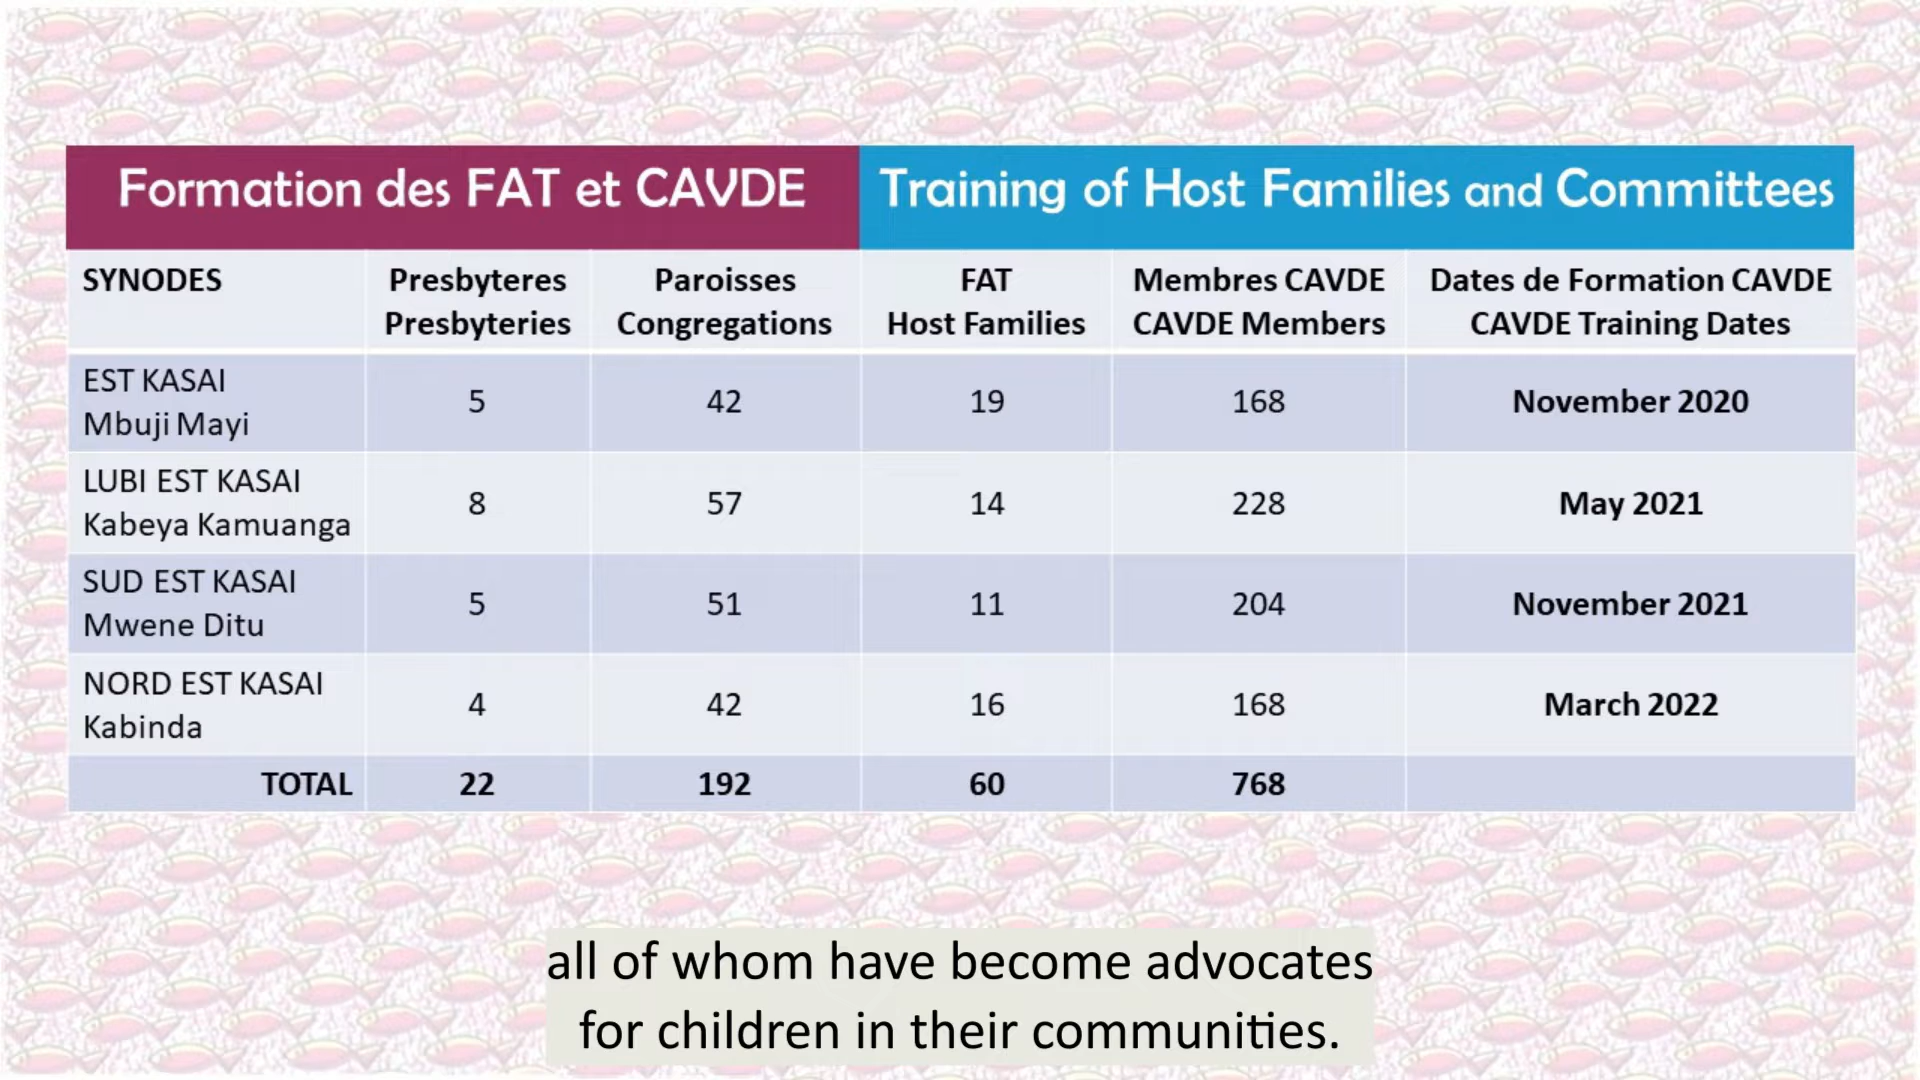 Formation des FAT et CAVDE Training of Host Families and Committees
SYNODES Presbyteres Paroisses FAT Membres CAVDE Dates de Formation CAVDE
Presbyteries Congregations Host Families CAVDE Members CAVDE Training Dates
EST KASAI
Mbuji Mayi 5 42 19 168 November 2020
LUBI EST KASAI
Kabeya Kamuanga 8 57 14 228 May 2021
SUD EST KASAI
Mwene Ditu 5 51 11 204 November 2021
NORD EST KASAI
Kabinda 4 42 16 168 March 2022
TOTAL 22 192 60 768
all of whom have become advocates
for children in their communities.